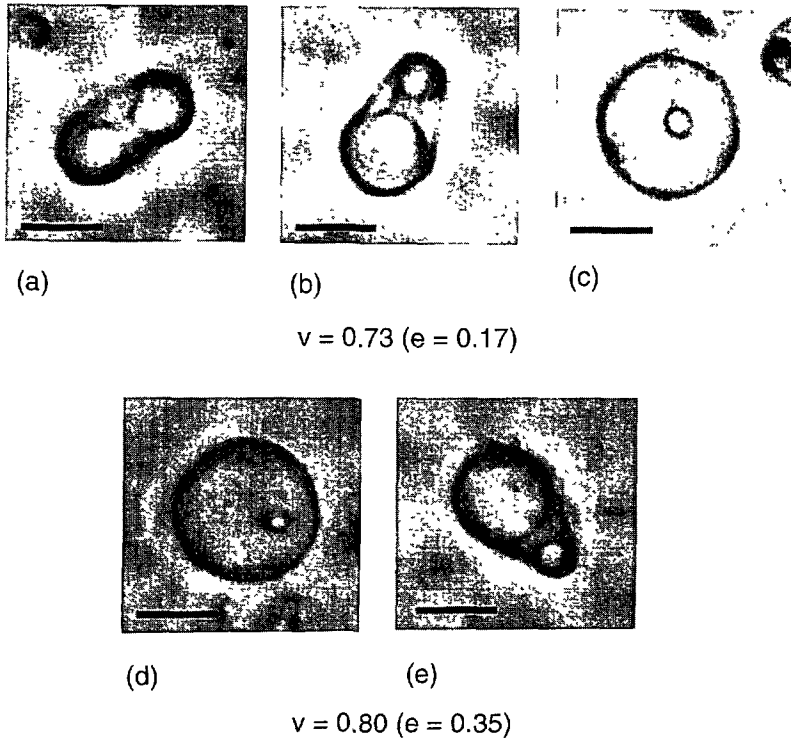 (a) (b) (c)
v = 0.73 (e = 0.17)
(d) (e)
v = 0.80 (e = 0.35)